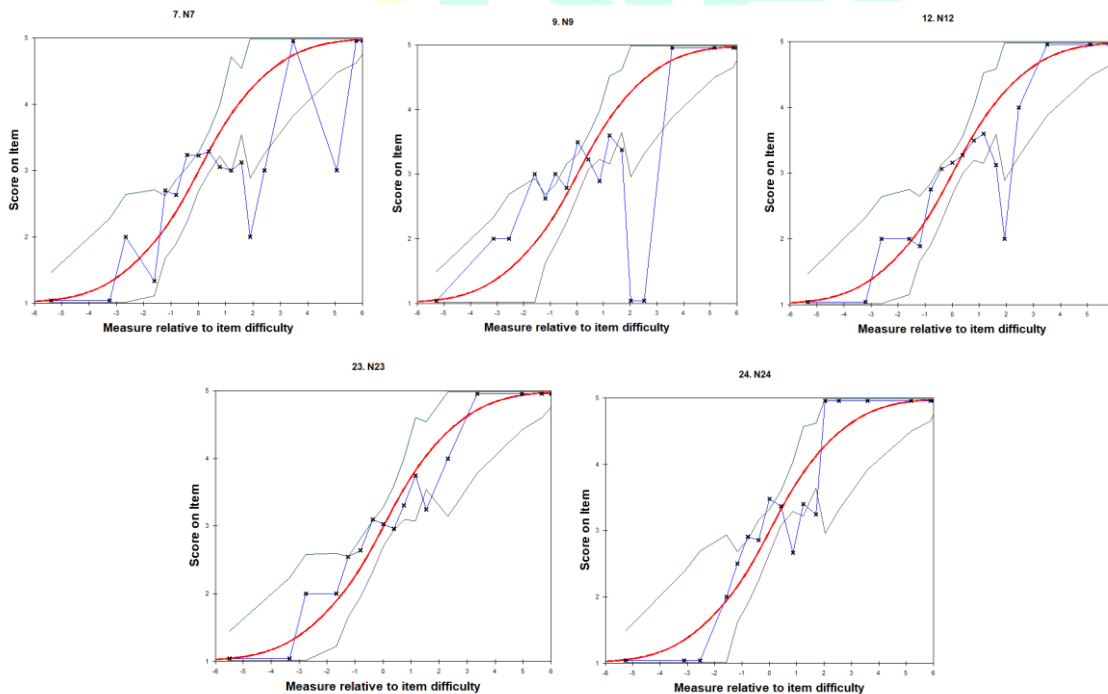 7. N7
5
4
3
2
1
Score on Item
-6 -5 -4 -3 -2 -1 0 1 2 3 4 5 6
Measure relative to item difficulty
9. N9
5
4
3
2
1
Score on Item
-6 -5 -4 -3 -2 -1 0 1 2 3 4 5 6
Measure relative to item difficulty
12. N12
5
4
3
2
1
Score on Item
-6 -5 -4 -3 -2 -1 0 1 2 3 4 5
Measure relative to item difficulty
23. N23
5
4
3
2
1
Score on Item
-6 -5 -4 -3 -2 -1 0 1 2 3 4 5 6
Measure relative to item difficulty
24. N24
5
4
3
2
1
Score on Item
-6 -5 -4 -3 -2 -1 0 1 2 3 4 5 6
Measure relative to item difficulty